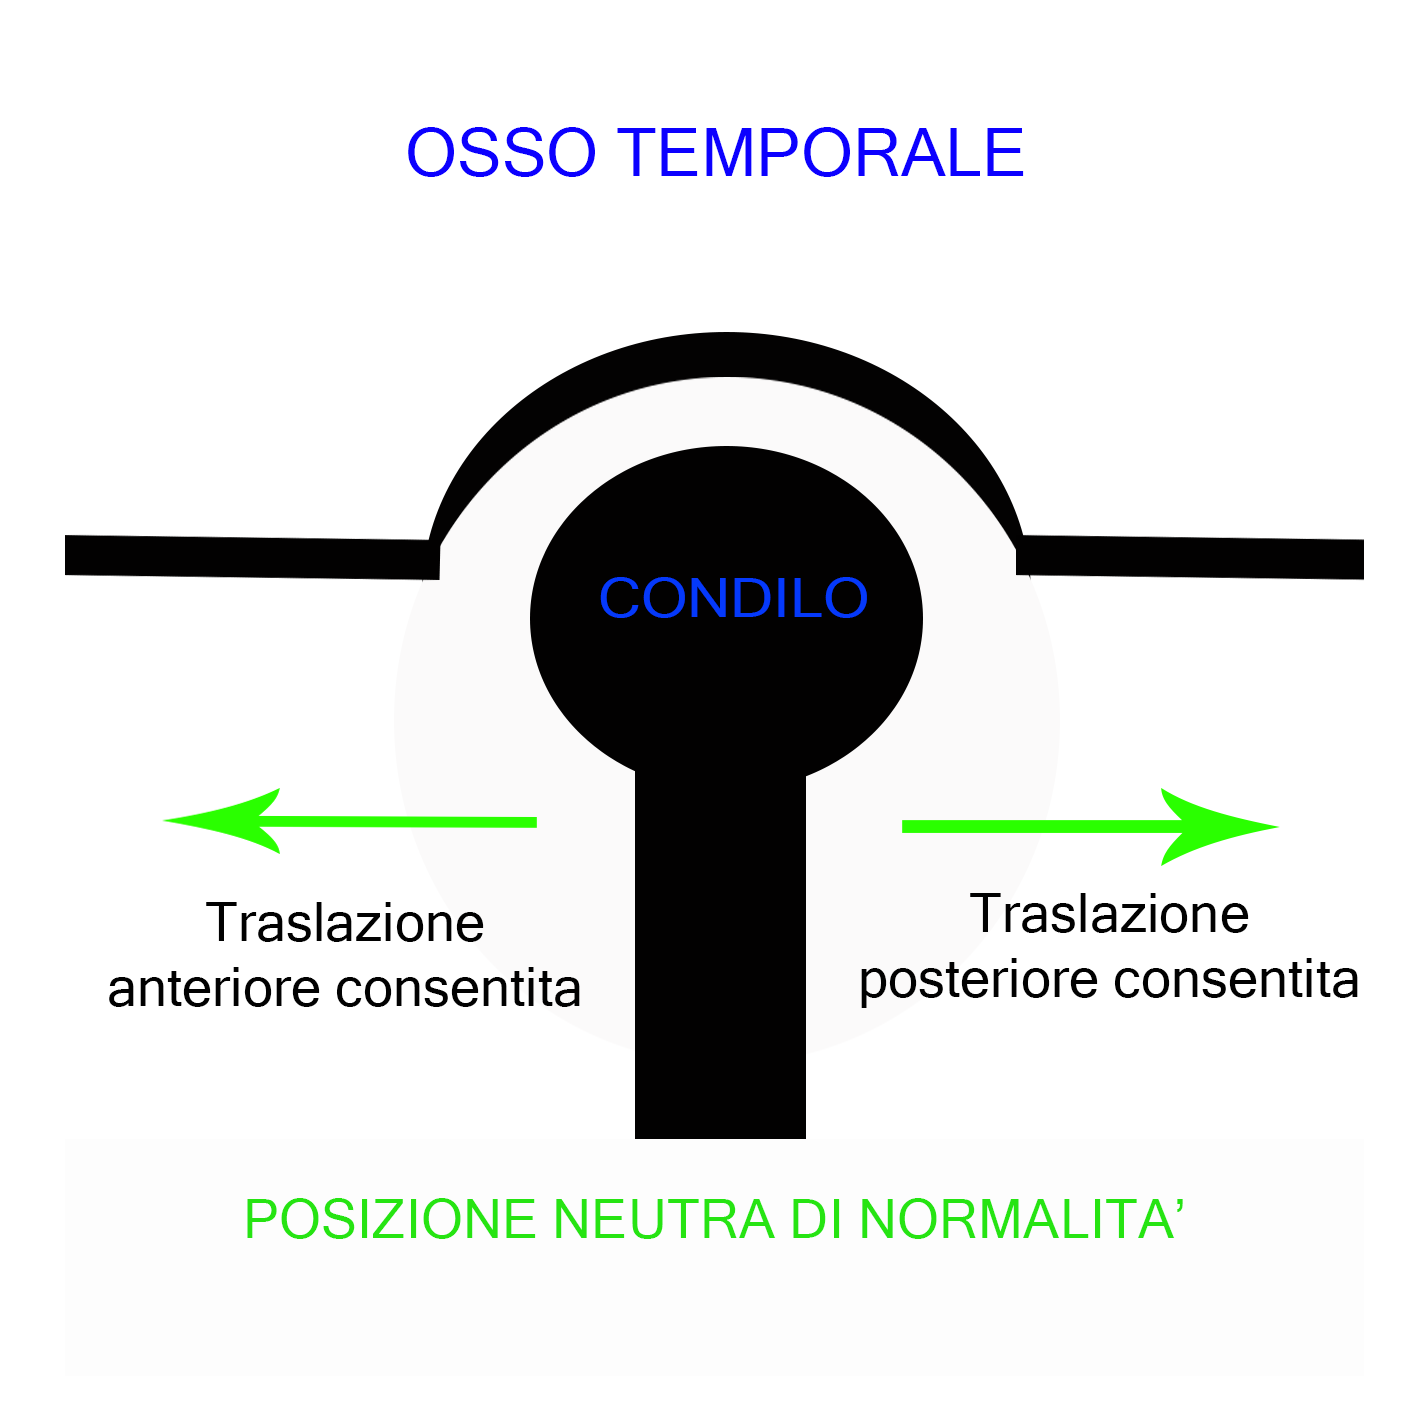 OSSO TEMPORALE
CONDILO
Traslazione
anteriore consentita
Traslazione
posteriore consentita
POSIZIONE NEUTRA DI NORMALITA’